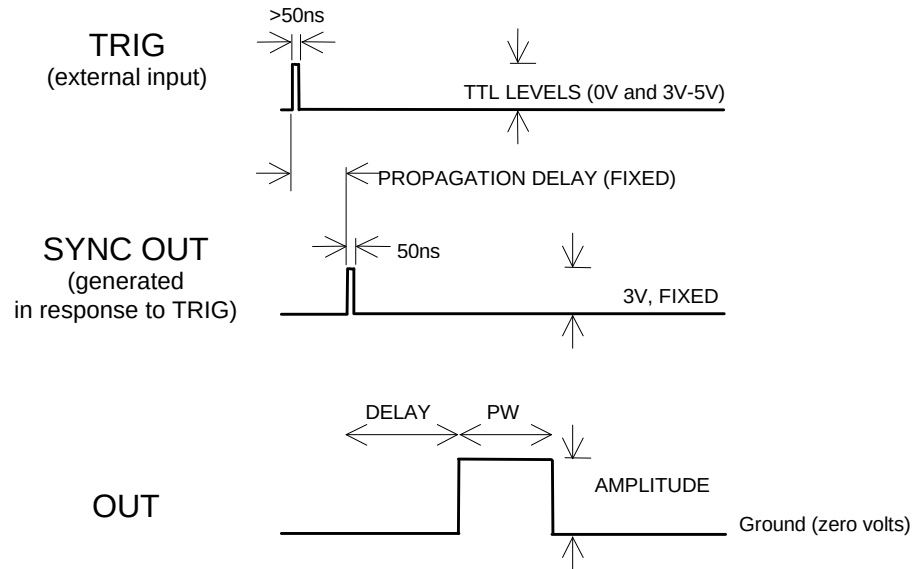 >50ns
TRIG
(external input)
TTL LEVELS (0V and 3V-5V)
PROPAGATION DELAY (FIXED)
SYNC OUT
(generated
in response to TRIG)
50ns
3V, FIXED
DELAY
PW
OUT
AMPLITUDE
Ground (zero volts)